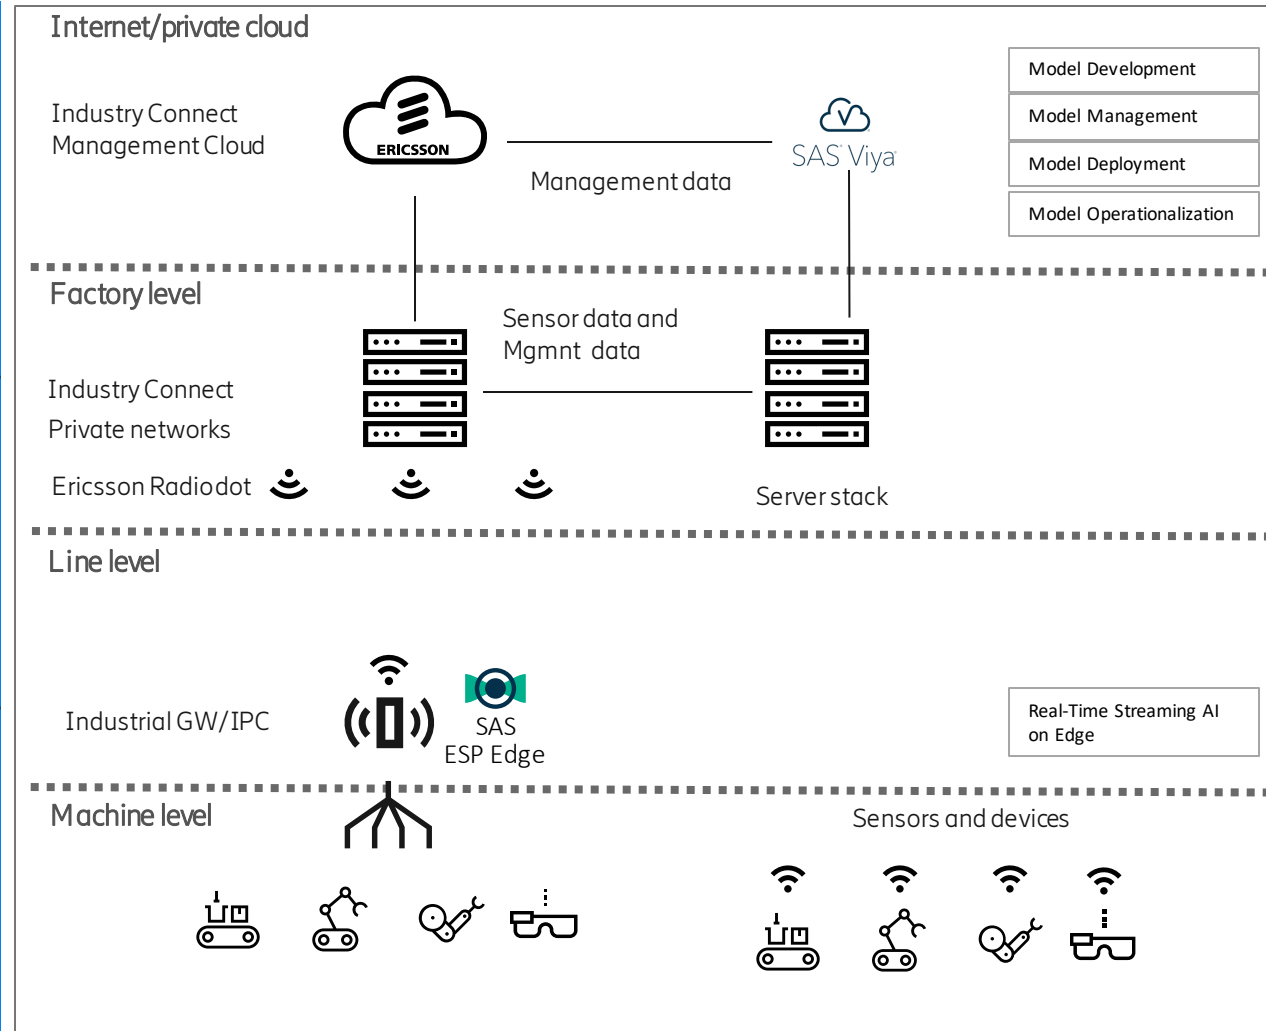 Internet/private cloud
Industry Connect
Management Cloud
ERICSSON
Management data
V
SAS Viya
Model Development
Model Management
Model Deployment
Model Operationalization
Factory level
Sensor data and
Mgmnt data
Industry Connect
Private networks
Ericsson Radiodot
Server stack
Line level
Industrial GW/IPC
SAS
ESP Edge
Real-Time Streaming AI
on Edge
Machine level
Sensors and devices